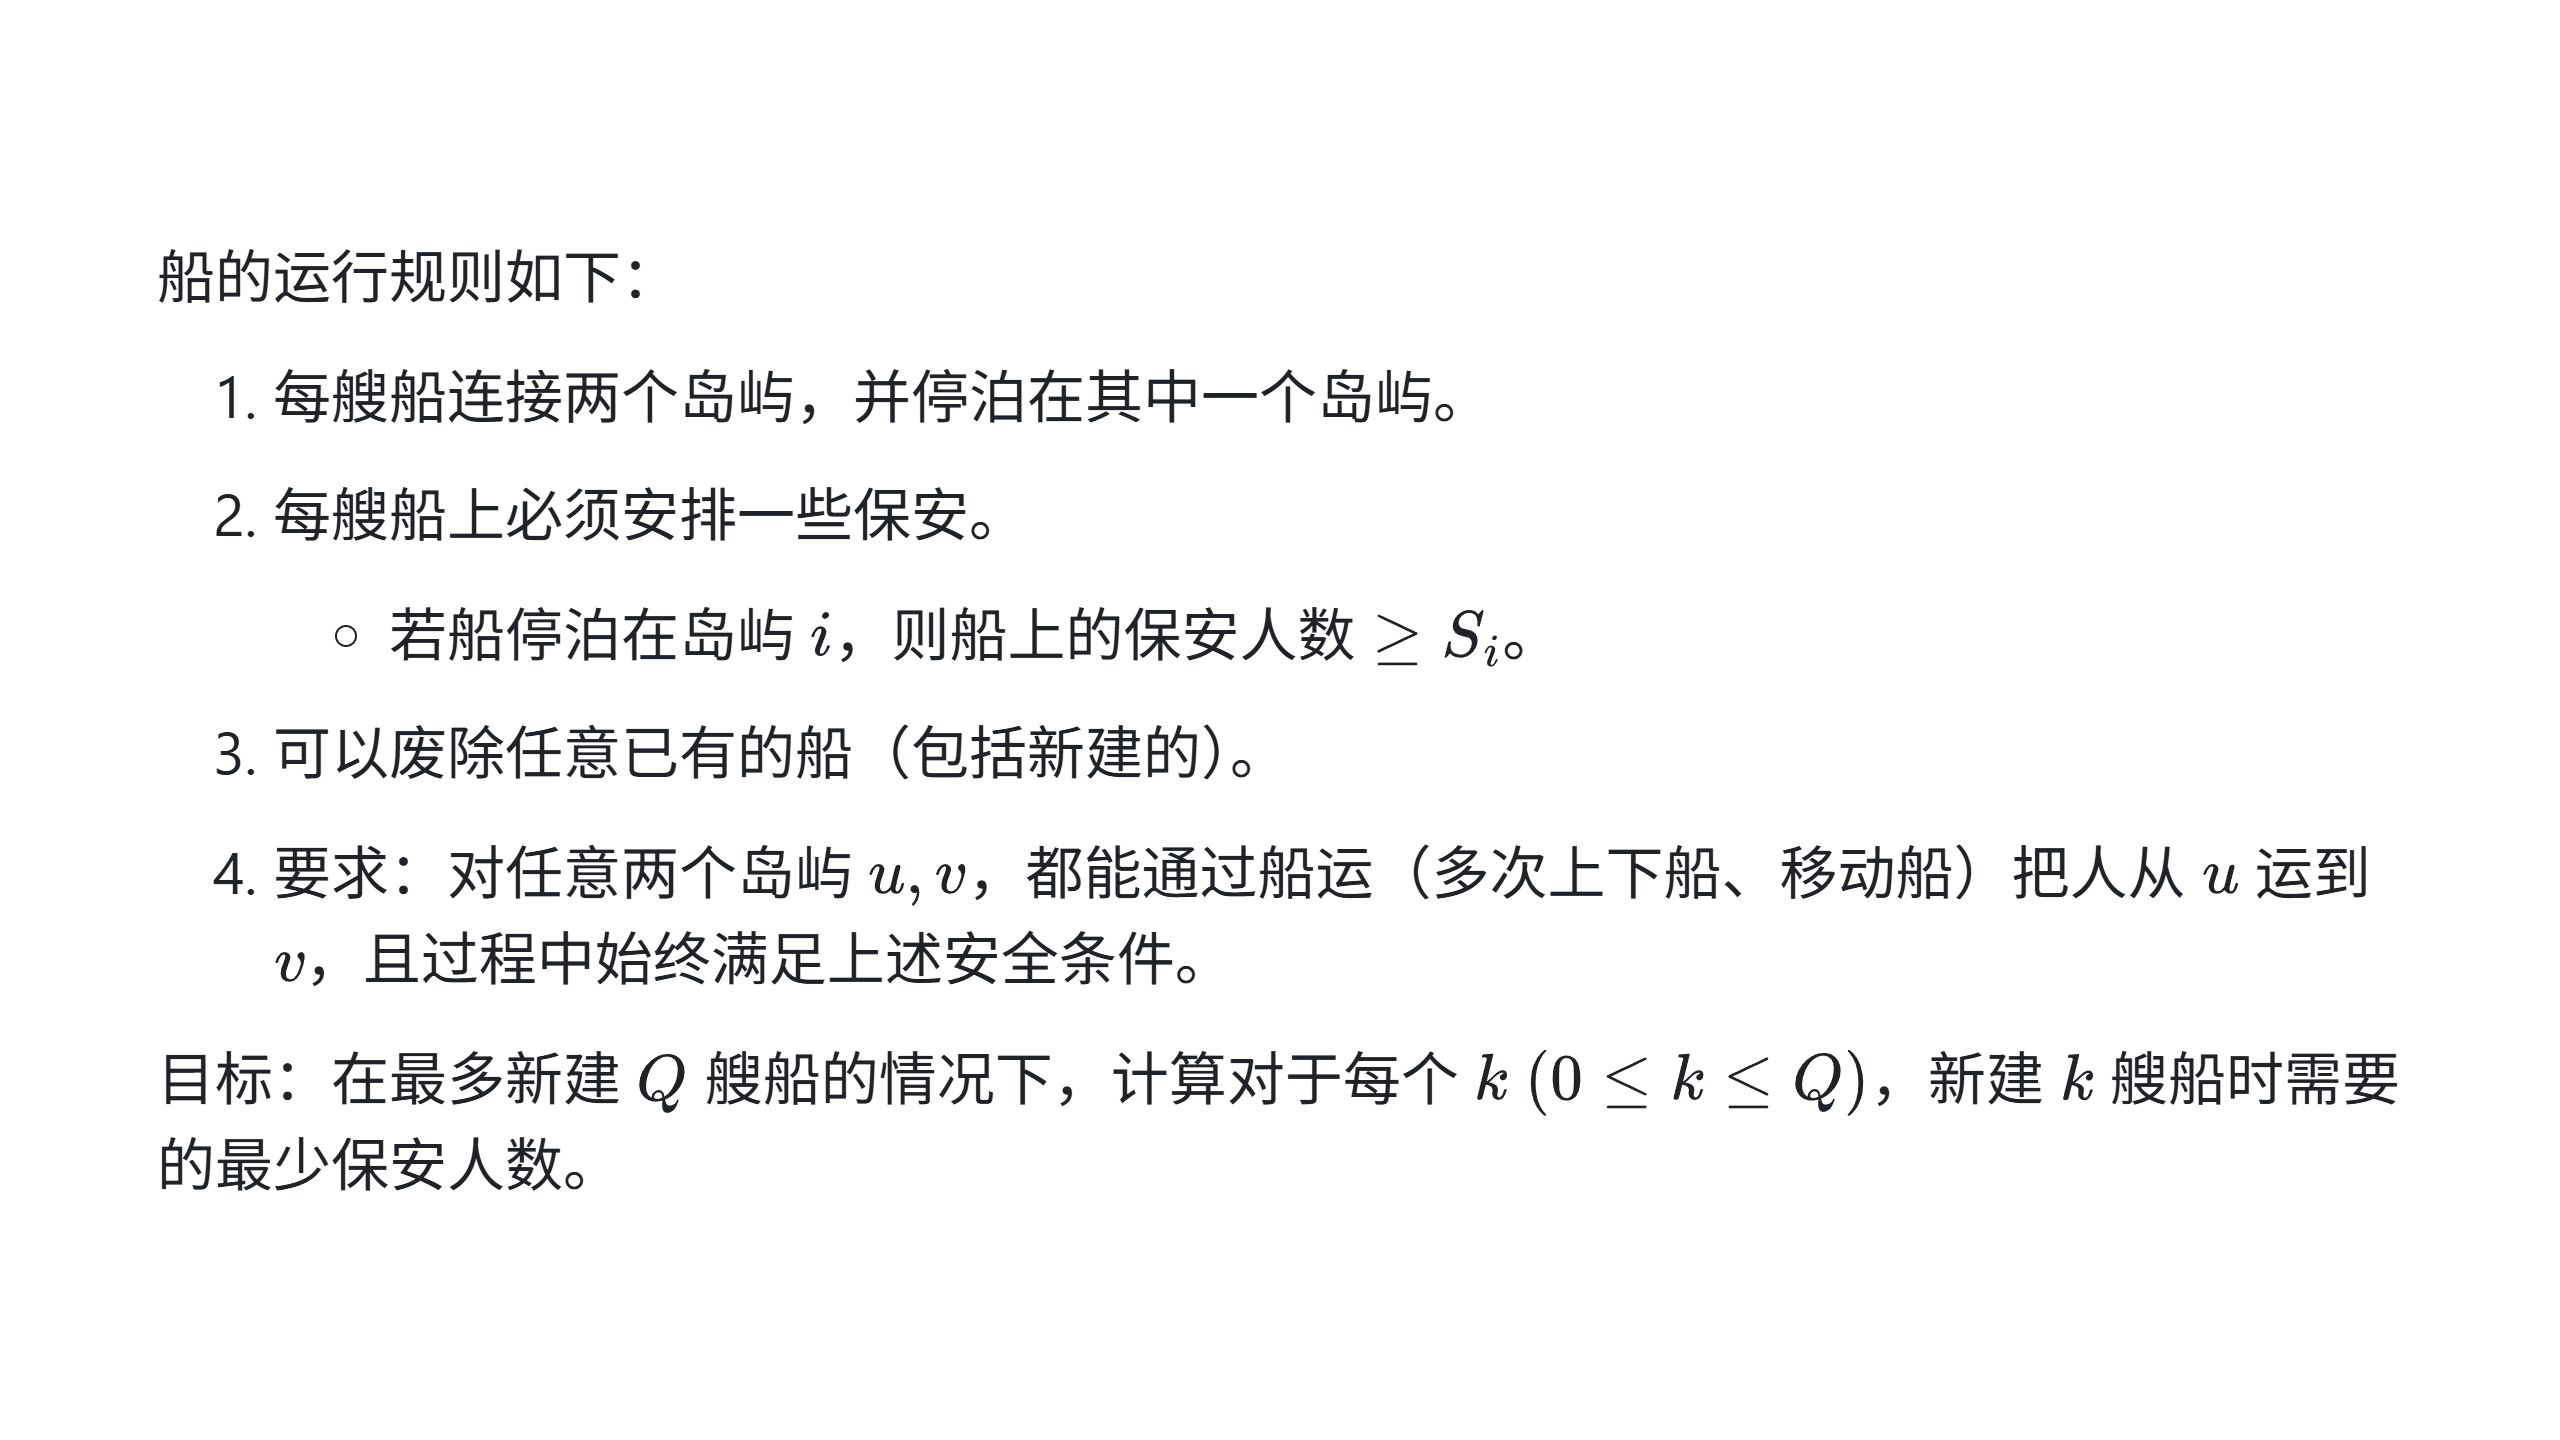 船的运行规则如下：
1. 每艘船连接两个岛屿，并停泊在其中一个岛屿。
2. 每艘船上必须安排一些保安。
○ 若船停泊在岛屿 i，则船上的保安人数 ≥ S_i。
3. 可以废除任意已有的船（包括新建的）。
4. 要求：对任意两个岛屿 u, v，都能通过船运（多次上下船、移动船）把人从 u 运到
v，且过程中始终满足上述安全条件。
目标：在最多新建 Q 艘船的情况下，计算对于每个 k (0 ≤ k ≤ Q)，新建 k 艘船时需要
的最少保安人数。